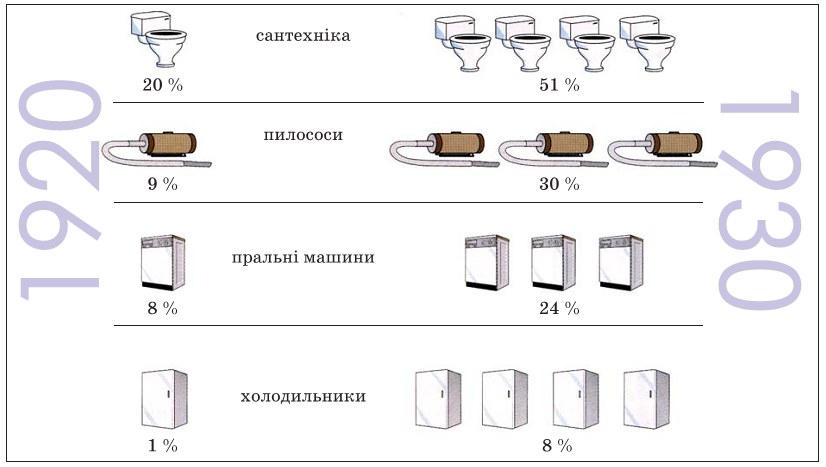 1920
1930
сантехніка
20 %
51 %
пилососи
9 %
30 %
пральні машини
8 %
24 %
холодильники
1 %
8 %